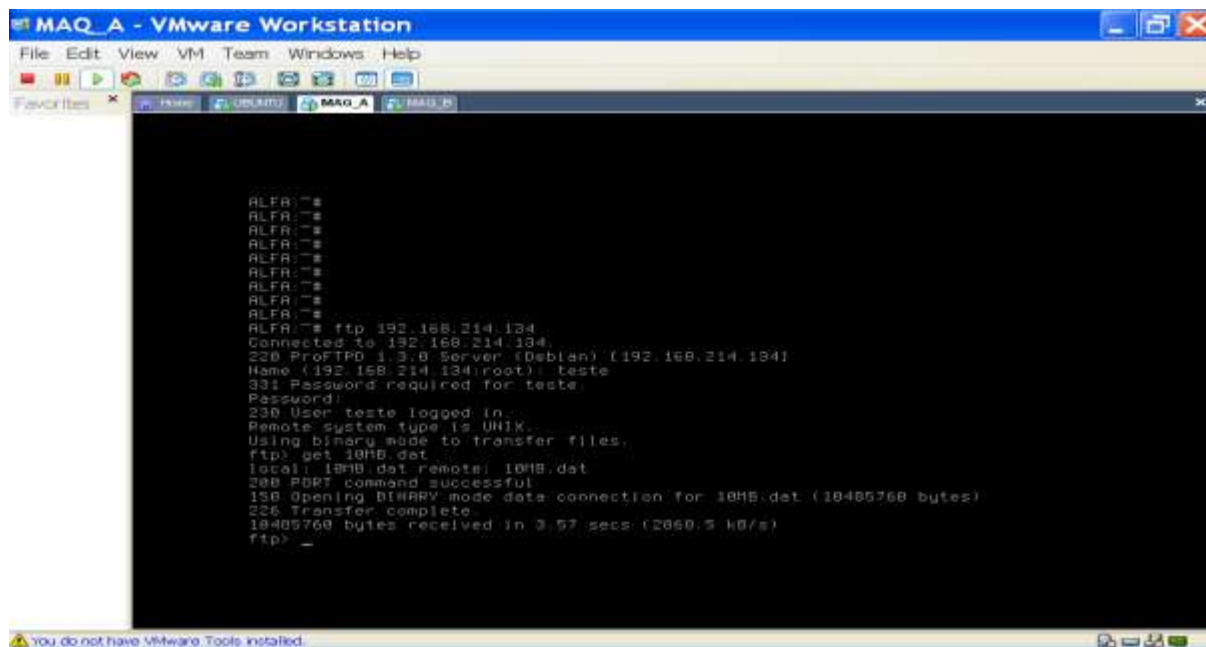 MAQ_A - VMware Workstation
File Edit View VM Team Windows Help
Favorites
Home UBUNTU MAQ_A MAQ_B
ALFA:~#
ALFA:~#
ALFA:~#
ALFA:~#
ALFA:~#
ALFA:~#
ALFA:~#
ALFA:~#
ALFA:~#
ALFA:~# ftp 192.168.214.134
Connected to 192.168.214.134.
220 ProFTPD 1.3.0 Server (Debian) [192.168.214.134]
Name (192.168.214.134:root): teste
331 Password required for teste.
Password:
230 User teste logged in.
Remote system type is UNIX.
Using binary mode to transfer files.
ftp> get 10MB.dat
local: 10MB.dat remote: 10MB.dat
200 PORT command successful
150 Opening BINARY mode data connection for 10MB.dat (10485760 bytes)
226 Transfer complete.
10485760 bytes received in 3.57 secs (2868.5 kB/s)
ftp> _
You do not have VMware Tools installed.